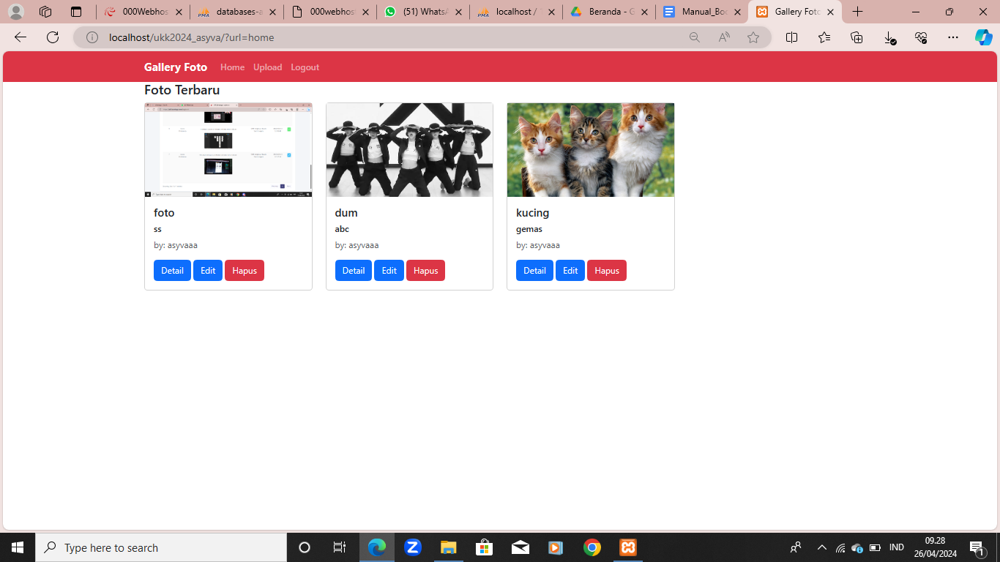 000Webhos
databases-a
000webhos
(51) WhatsA
localhost /
Beranda - G
Manual_Boo
Gallery Foto
localhost/ukk2024_asyva/?url=home
Gallery Foto Home Upload Logout
Foto Terbaru
foto
ss
by: asyvaaa
Detail Edit Hapus
dum
abc
by: asyvaaa
Detail Edit Hapus
kucing
gemas
by: asyvaaa
Detail Edit Hapus
Type here to search
IND
09.28
26/04/2024
1